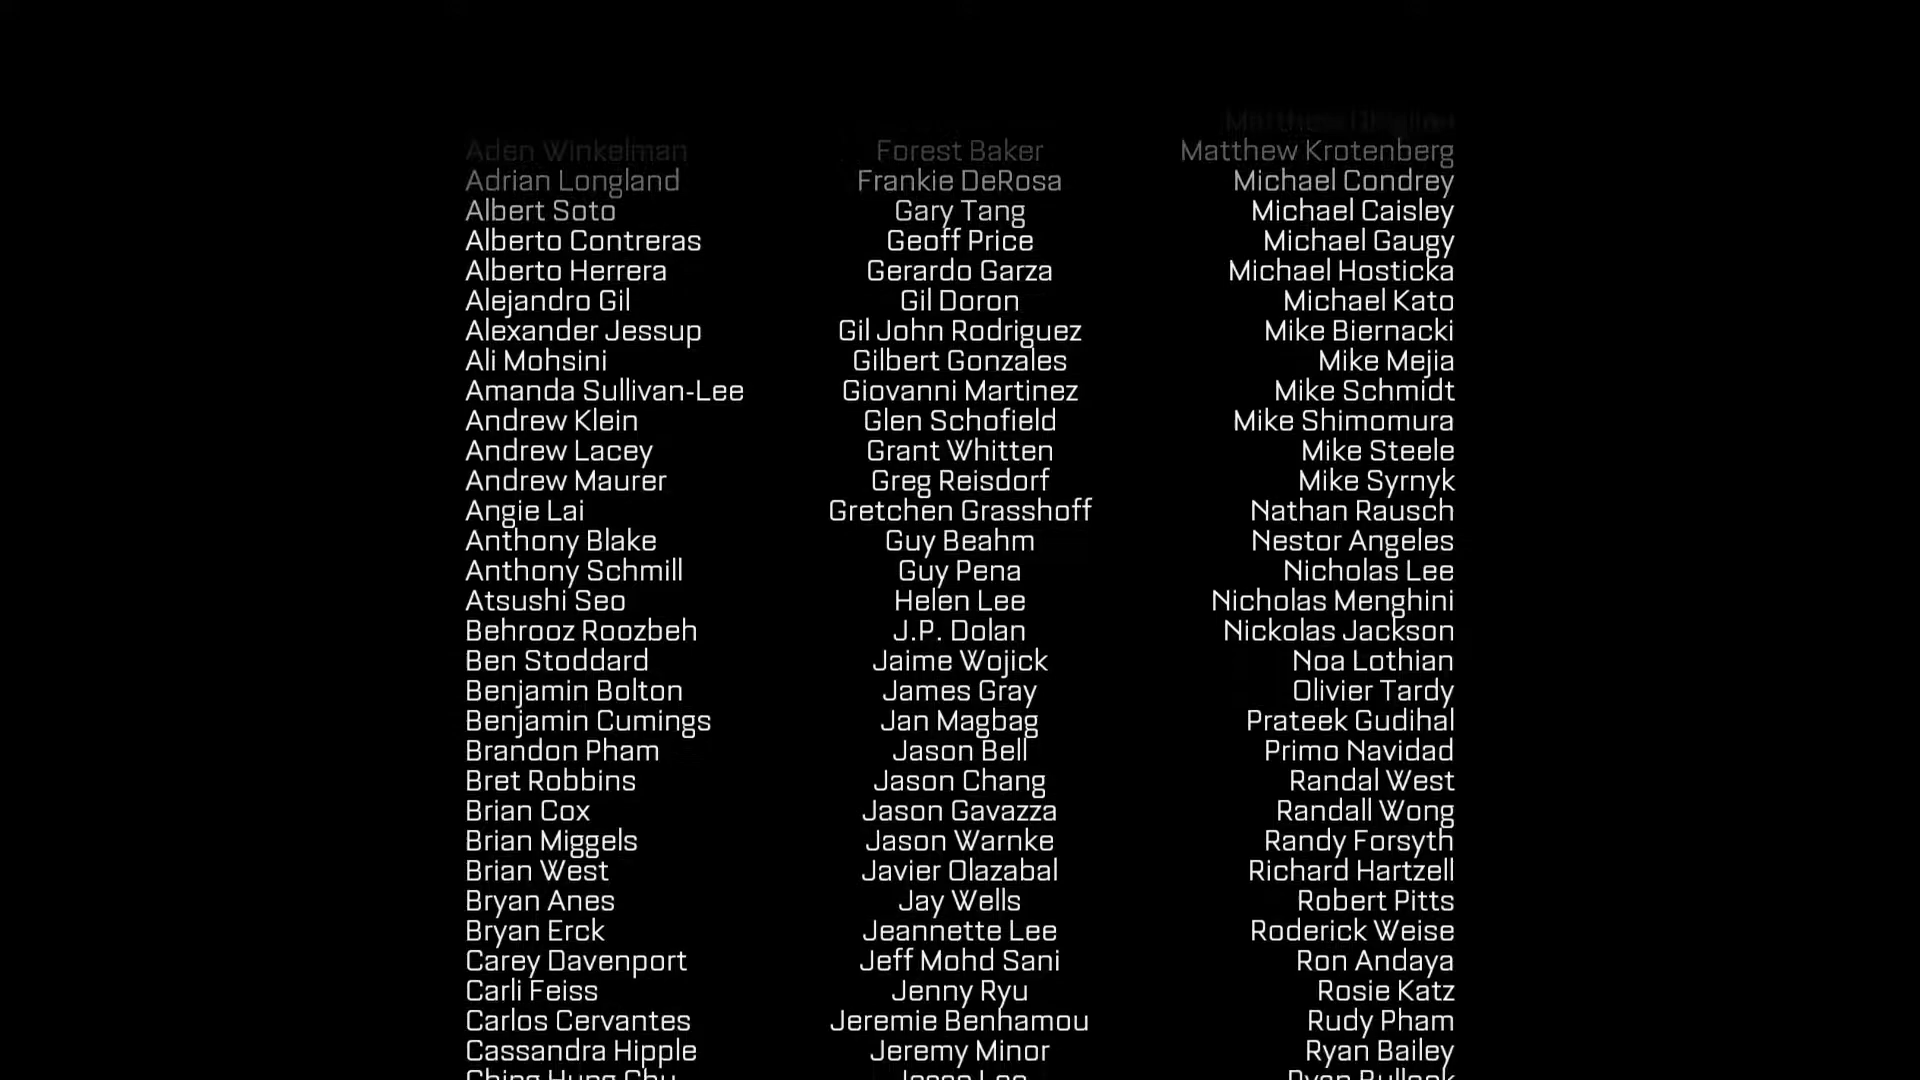 Aden Winkelman Forest Baker Matthew Krotenberg
Adrian Longland Frankie DeRosa Michael Condrey
Albert Soto Gary Tang Michael Caisley
Alberto Contreras Geoff Price Michael Gaugy
Alberto Herrera Gerardo Garza Michael Hosticka
Alejandro Gil Gil Doron Michael Kato
Alexander Jessup Gil John Rodriguez Mike Biernacki
Ali Mohsini Gilbert Gonzales Mike Mejia
Amanda Sullivan-Lee Giovanni Martinez Mike Schmidt
Andrew Klein Glen Schofield Mike Shimomura
Andrew Lacey Grant Whitten Mike Steele
Andrew Maurer Greg Reisdorf Mike Syrnyk
Angie Lai Gretchen Grasshoff Nathan Rausch
Anthony Blake Guy Beahm Nestor Angeles
Anthony Schmill Guy Pena Nicholas Lee
Atsushi Seo Helen Lee Nicholas Menghini
Behrooz Roozbeh J.P. Dolan Nickolas Jackson
Ben Stoddard Jaime Wojick Noa Lothian
Benjamin Bolton James Gray Olivier Tardy
Benjamin Cumings Jan Magbag Prateek Gudihal
Brandon Pham Jason Bell Primo Navidad
Bret Robbins Jason Chang Randal West
Brian Cox Jason Gavazza Randall Wong
Brian Miggels Jason Warnke Randy Forsyth
Brian West Javier Olazabal Richard Hartzell
Bryan Anes Jay Wells Robert Pitts
Bryan Erck Jeannette Lee Roderick Weise
Carey Davenport Jeff Mohd Sani Ron Andaya
Carli Feiss Jenny Ryu Rosie Katz
Carlos Cervantes Jeremie Benhamou Rudy Pham
Cassandra Hipple Jeremy Minor Ryan Bailey